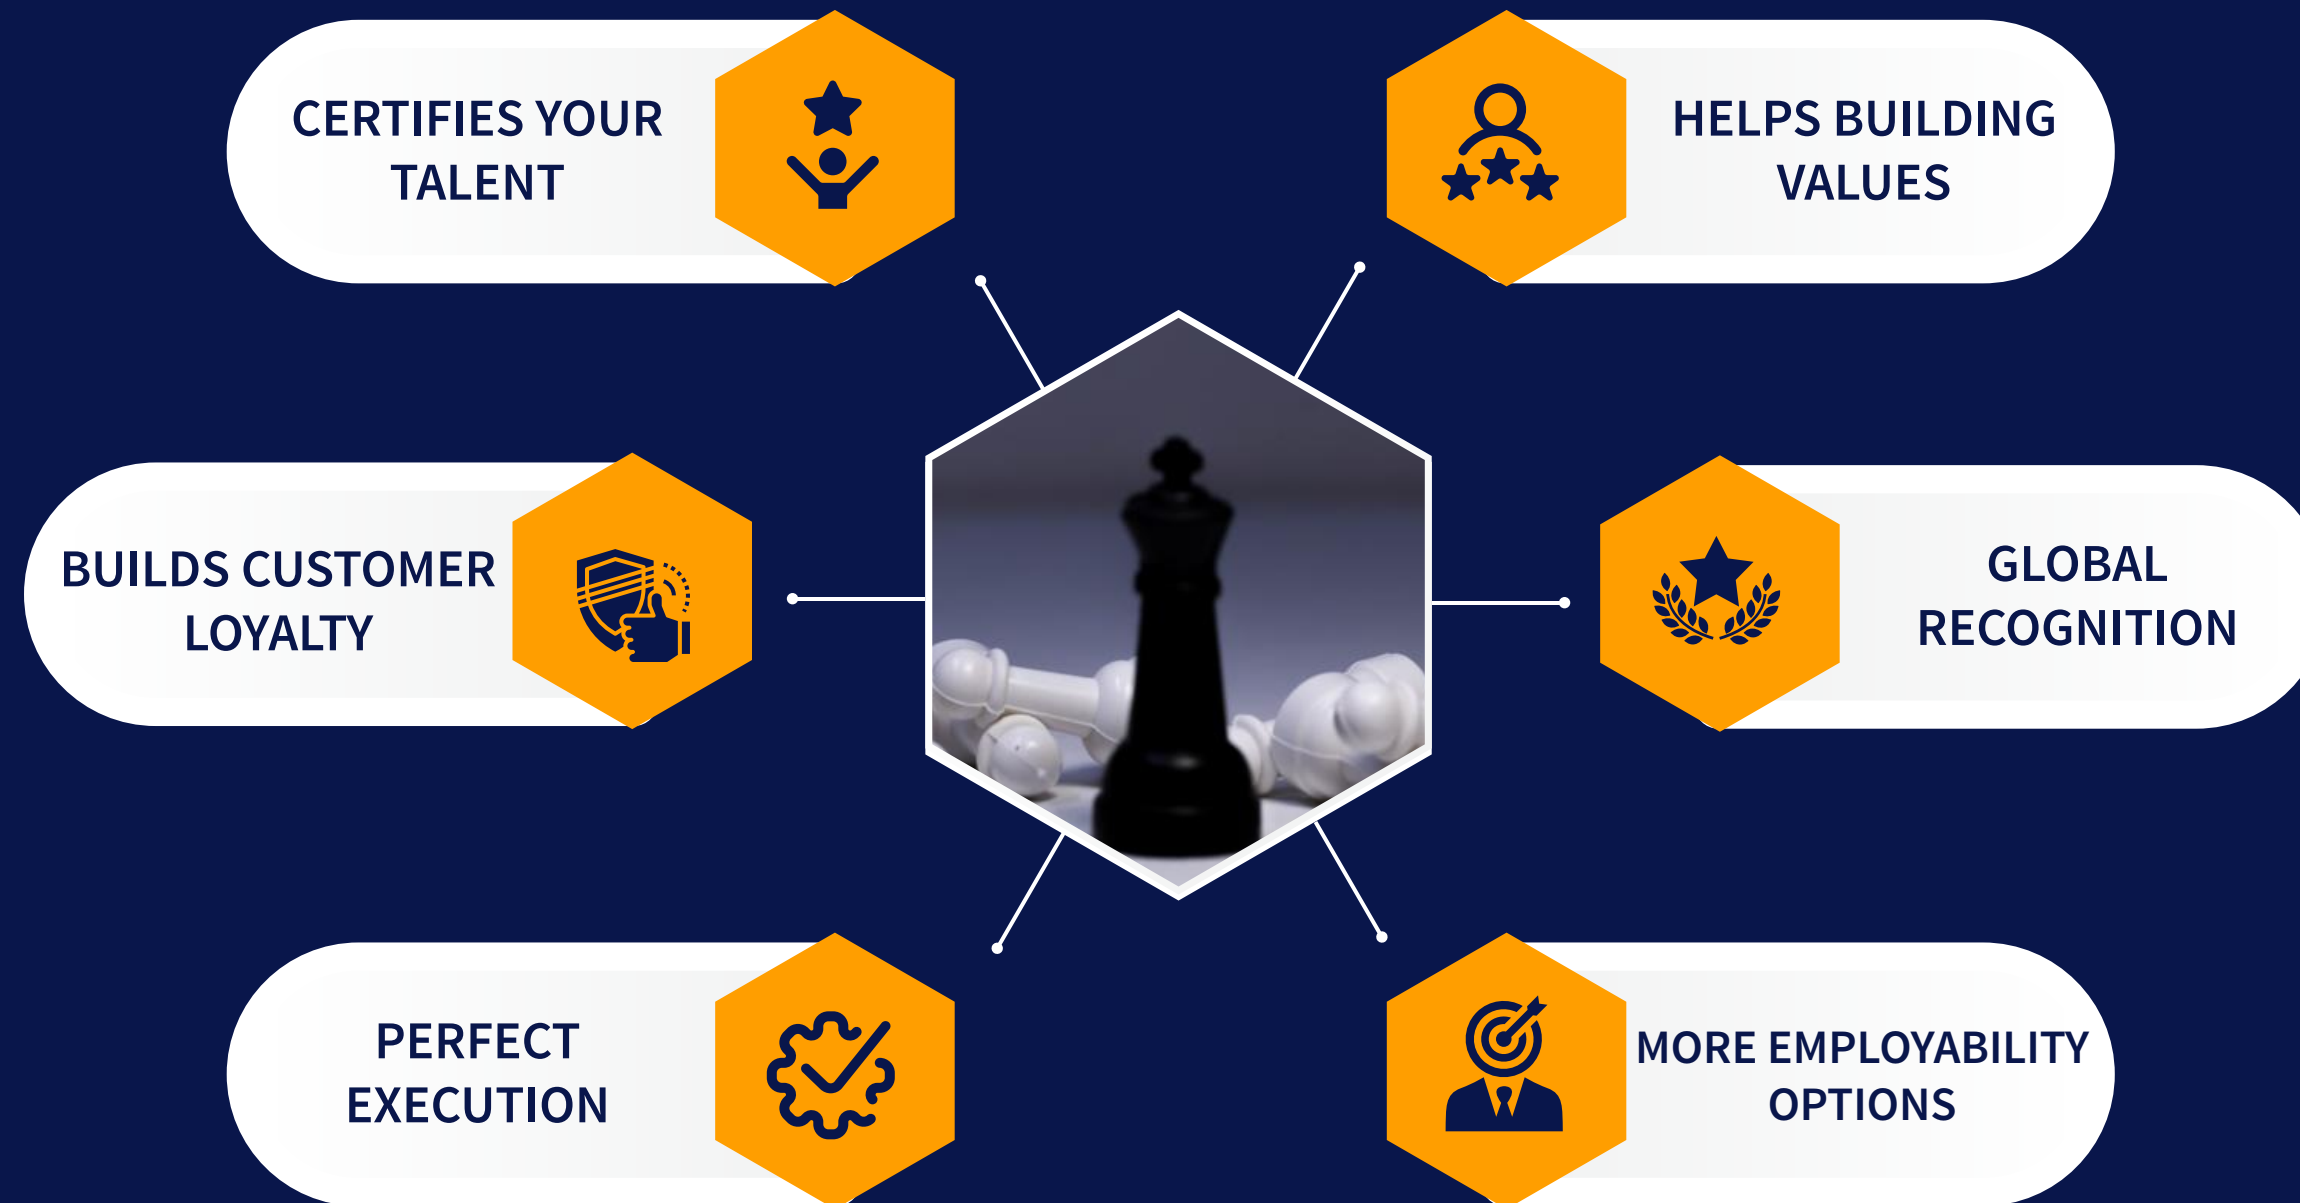 CERTIFIES YOUR
TALENT
HELPS BUILDING
VALUES
BUILDS CUSTOMER
LOYALTY
GLOBAL
RECOGNITION
PERFECT
EXECUTION
MORE EMPLOYABILITY
OPTIONS